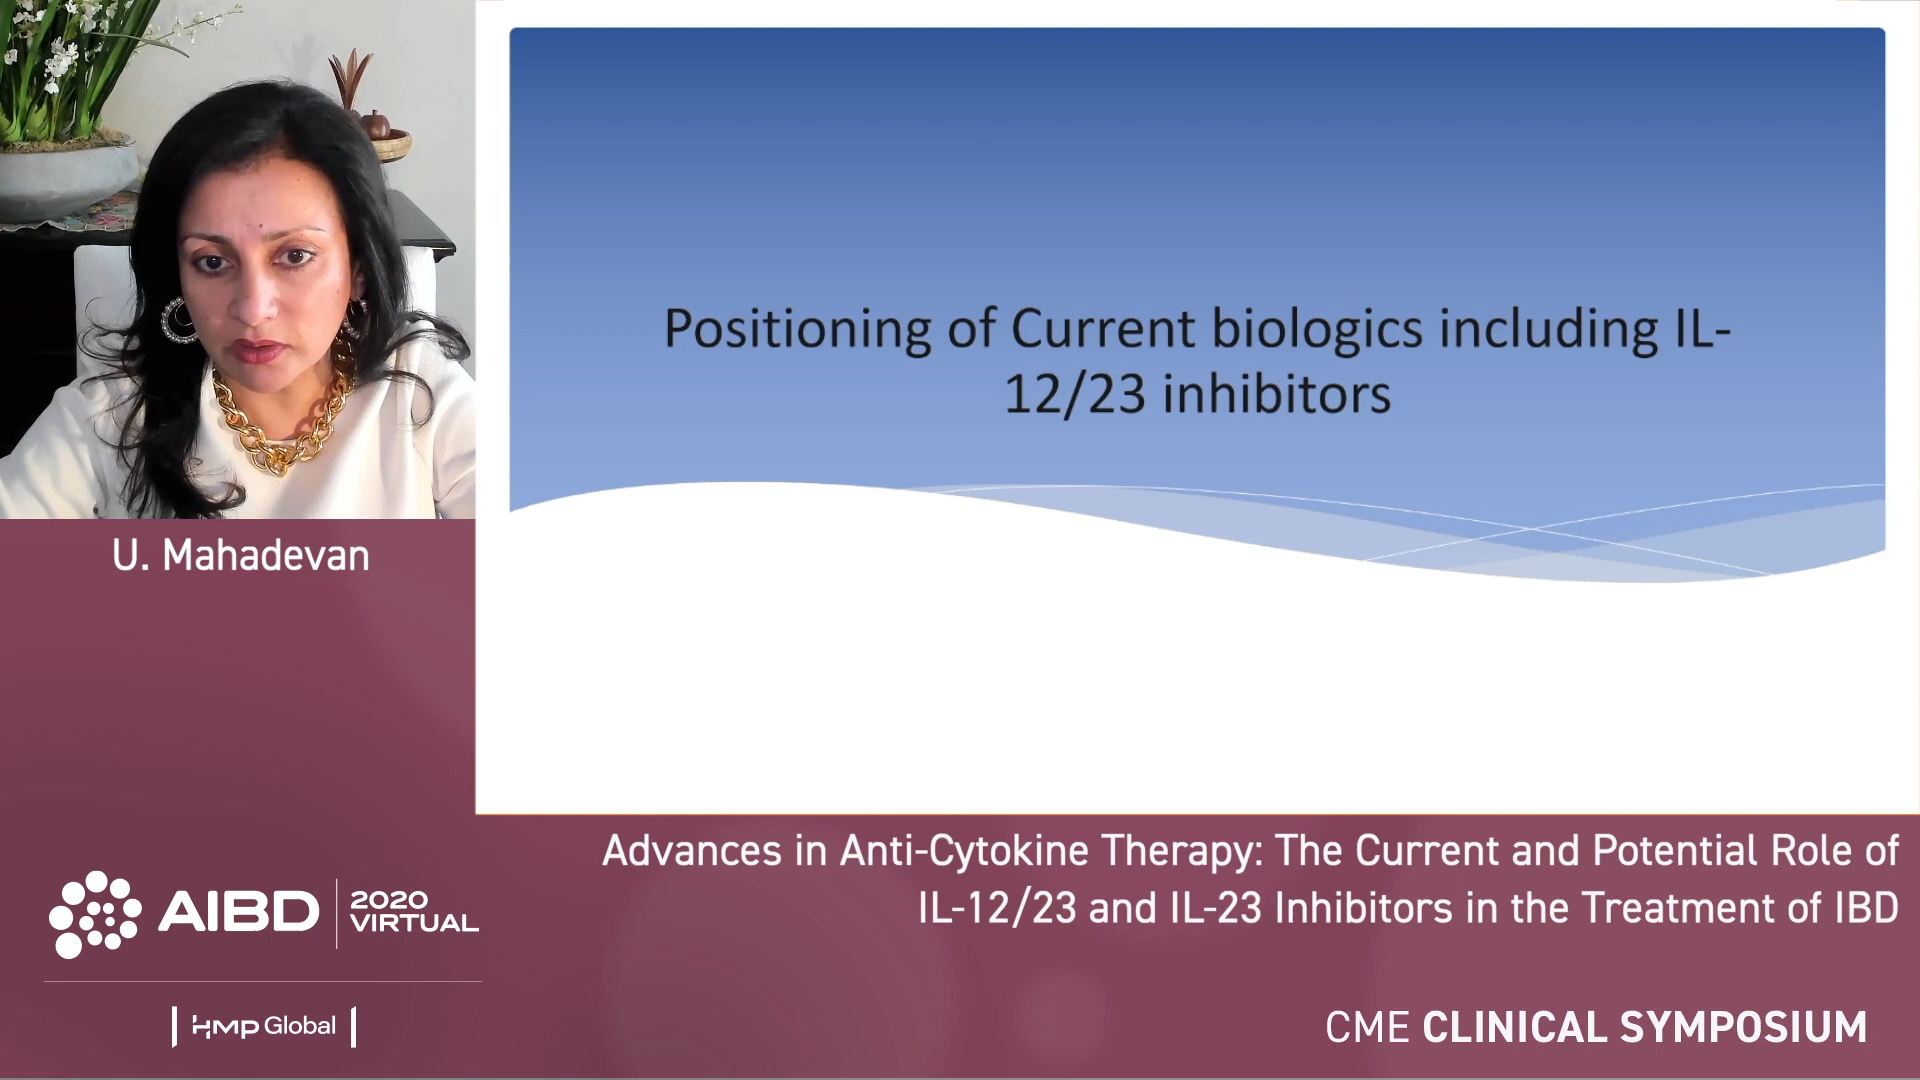 Positioning of Current biologics including IL-
12/23 inhibitors
U. Mahadevan
Advances in Anti-Cytokine Therapy: The Current and Potential Role of
IL-12/23 and IL-23 Inhibitors in the Treatment of IBD
AIBD
2020
VIRTUAL
HMP Global
CME CLINICAL SYMPOSIUM